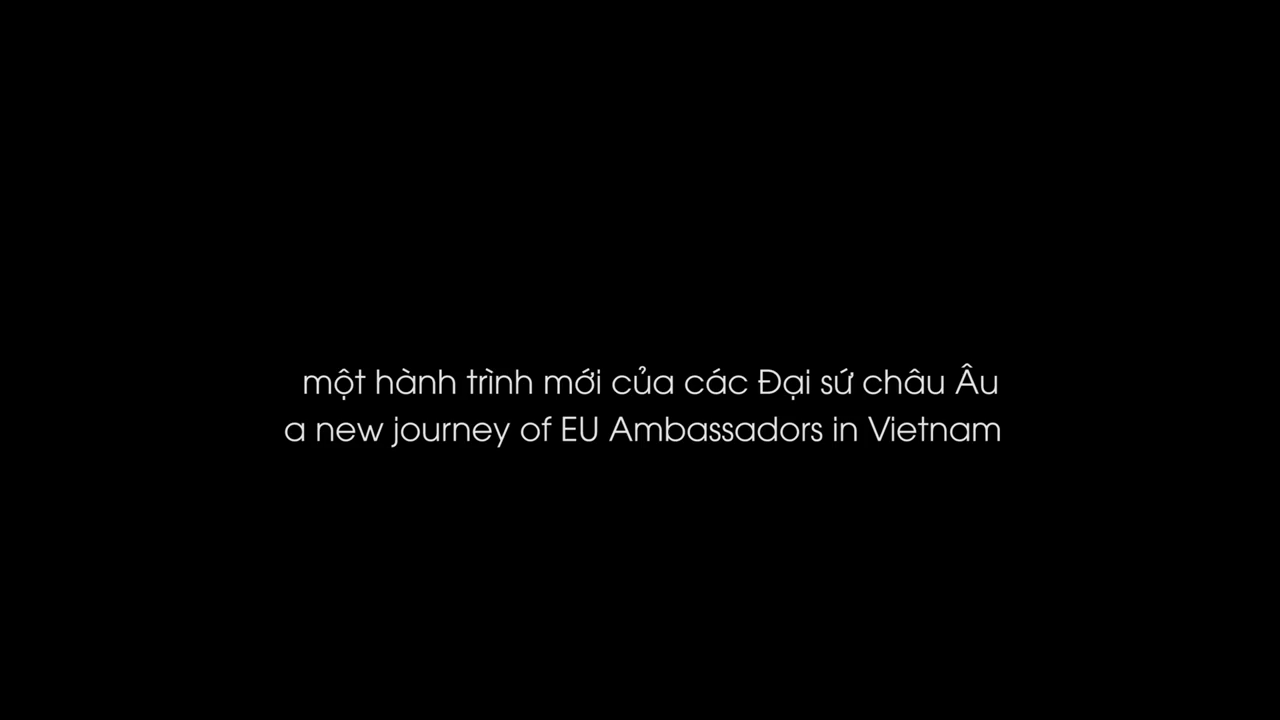 một hành trình mới của các Đại sứ châu Âu
a new journey of EU Ambassadors in Vietnam